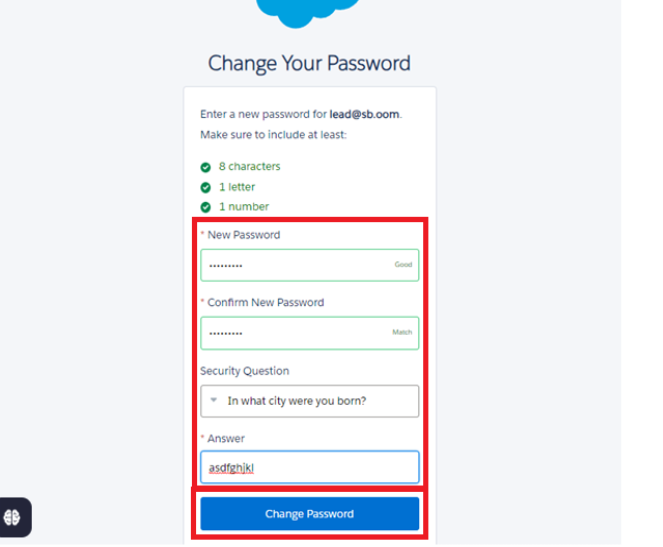 Change Your Password
Enter a new password for lead@sb.oom.
Make sure to include at least:
8 characters
1 letter
1 number
* New Password
••••••••• Good
* Confirm New Password
••••••••• Match
Security Question
In what city were you born?
* Answer
asdfghjkl
Change Password